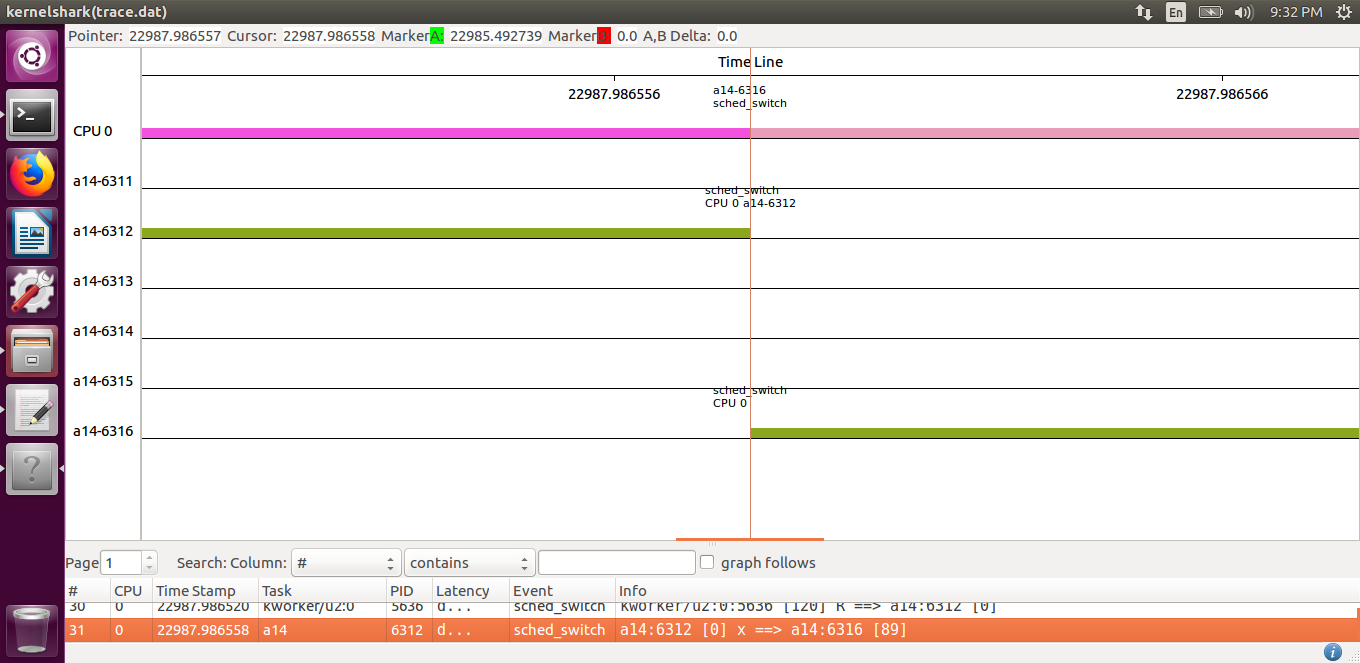 kernelshark(trace.dat)
En
9:32 PM
Pointer: 22987.986557 Cursor: 22987.986558 Marker A: 22985.492739 Marker 0.0 A,B Delta: 0.0
Time Line
22987.986556
22987.986566
a14-6316
sched_switch
CPU 0
a14-6311
sched_switch
CPU 0 a14-6312
a14-6312
a14-6313
a14-6314
a14-6315
sched_switch
CPU 0
a14-6316
Page 1 Search: Column: # contains graph follows
# CPU Time Stamp Task PID Latency Event Info
30 0 22987.986520 kworker/u2:0 5636 d... sched_switch kworker/u2:0:5636 [120] R ==> a14:6312 [0]
31 0 22987.986558 a14 6312 d... sched_switch a14:6312 [0] x ==> a14:6316 [89]